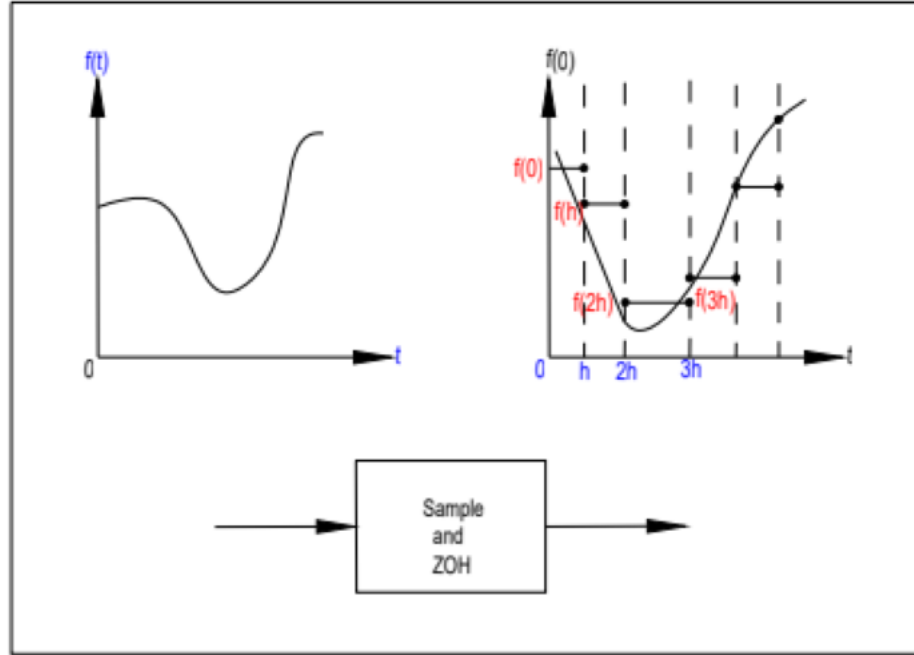 f(t)
0
t
f(0)
f(0)
f(h)
f(2h)
f(3h)
0 h 2h 3h
t
Sample
and
ZOH